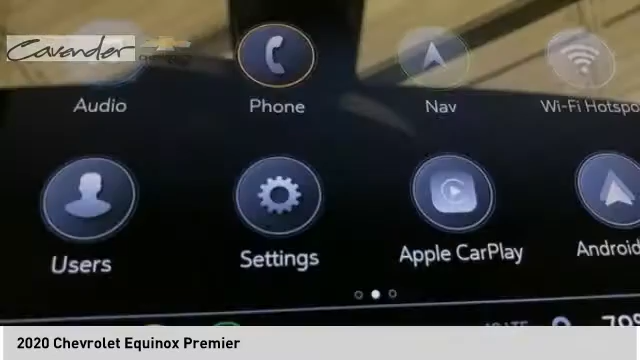 Cavender
Audio Phone Nav Wi-Fi Hotspo
Users Settings Apple CarPlay Android
2020 Chevrolet Equinox Premier